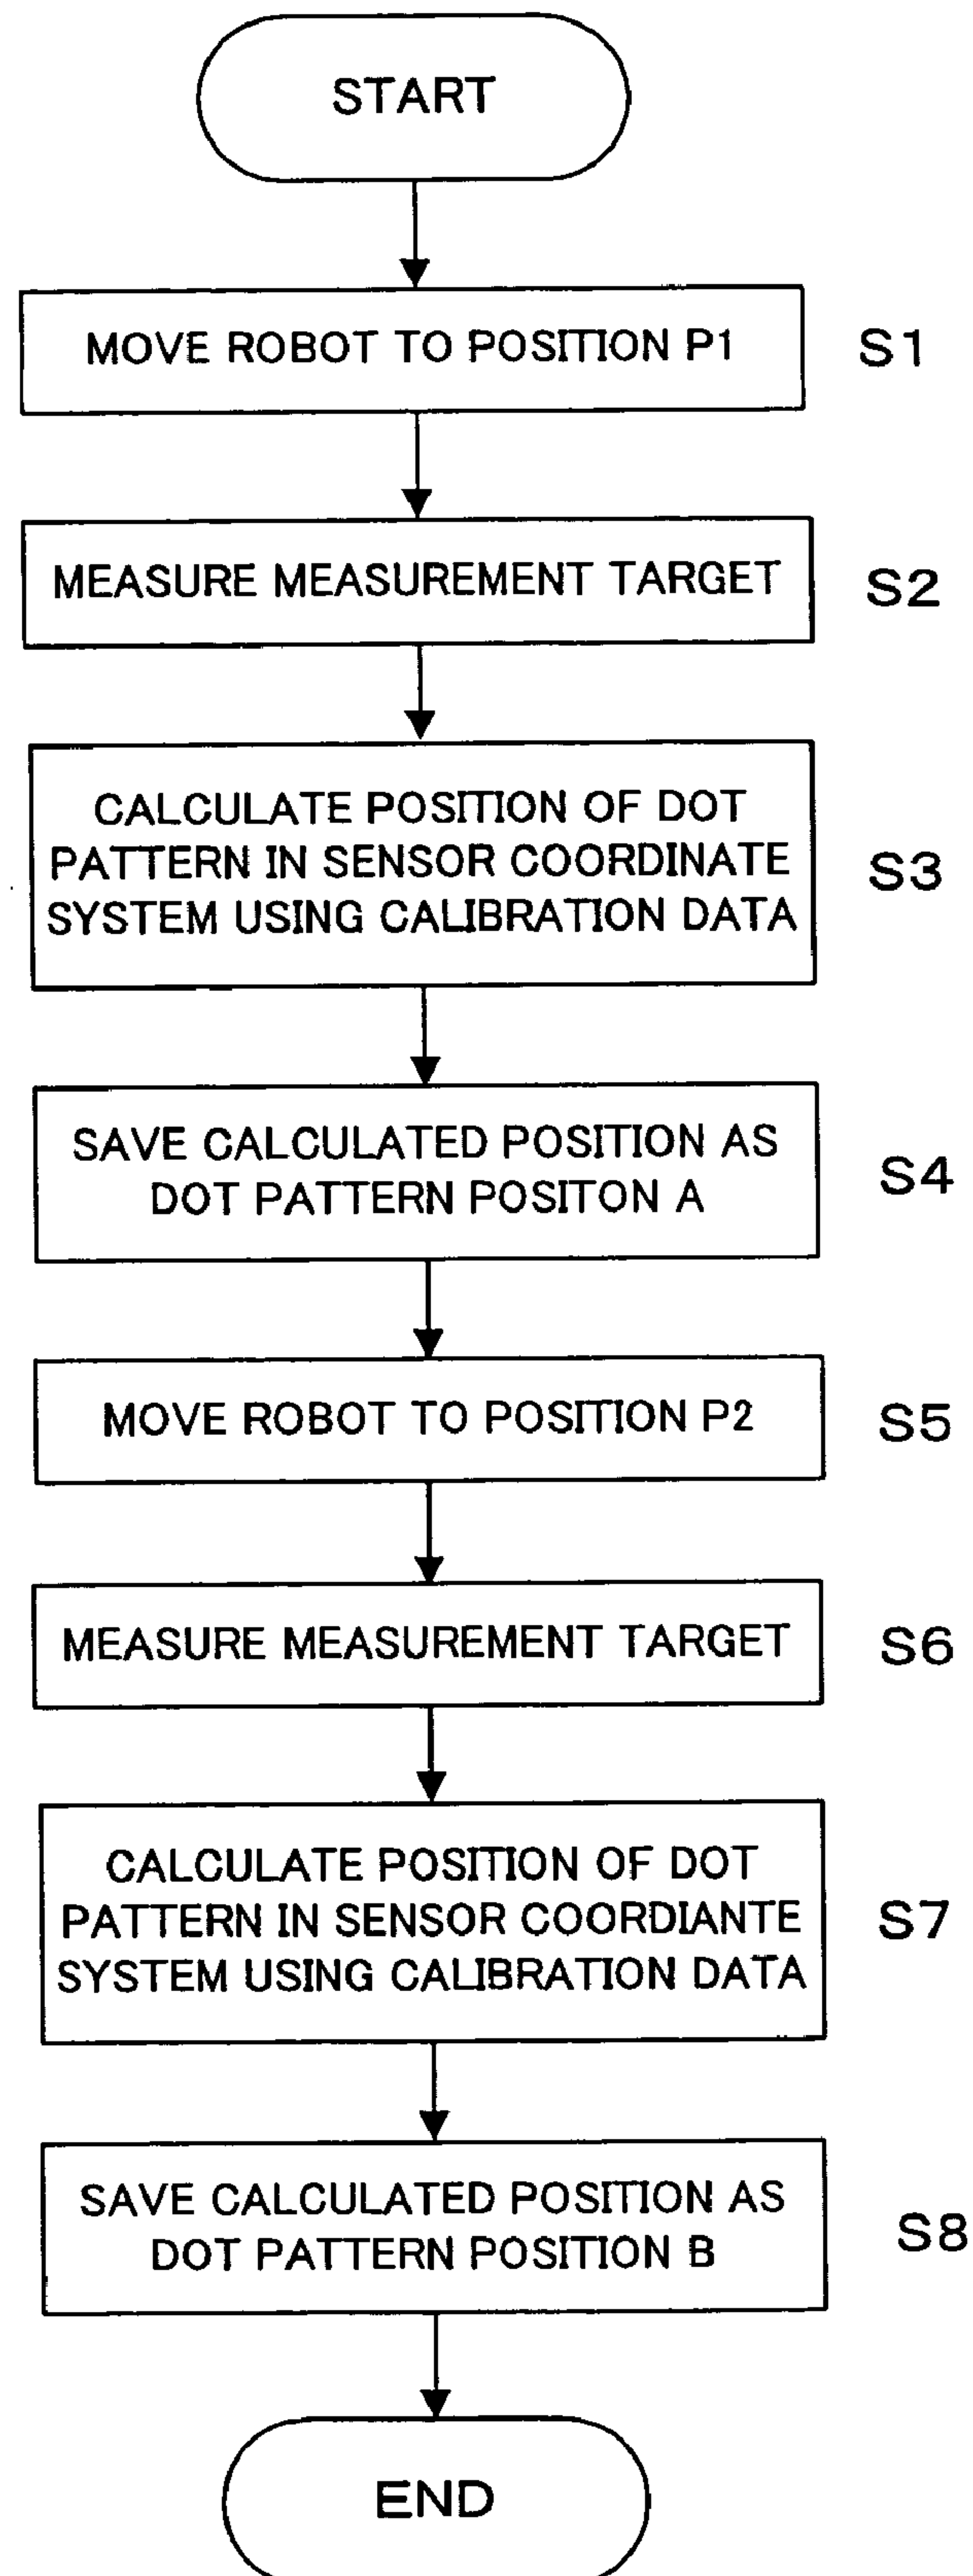 START
MOVE ROBOT TO POSITION P1
S1
MEASURE MEASUREMENT TARGET
S2
CALCULATE POSITION OF DOT
PATTERN IN SENSOR COORDINATE
SYSTEM USING CALIBRATION DATA
S3
SAVE CALCULATED POSITION AS
DOT PATTERN POSITON A
S4
MOVE ROBOT TO POSITION P2
S5
MEASURE MEASUREMENT TARGET
S6
CALCULATE POSITION OF DOT
PATTERN IN SENSOR COORDIANTE
SYSTEM USING CALIBRATION DATA
S7
SAVE CALCULATED POSITION AS
DOT PATTERN POSITION B
S8
END